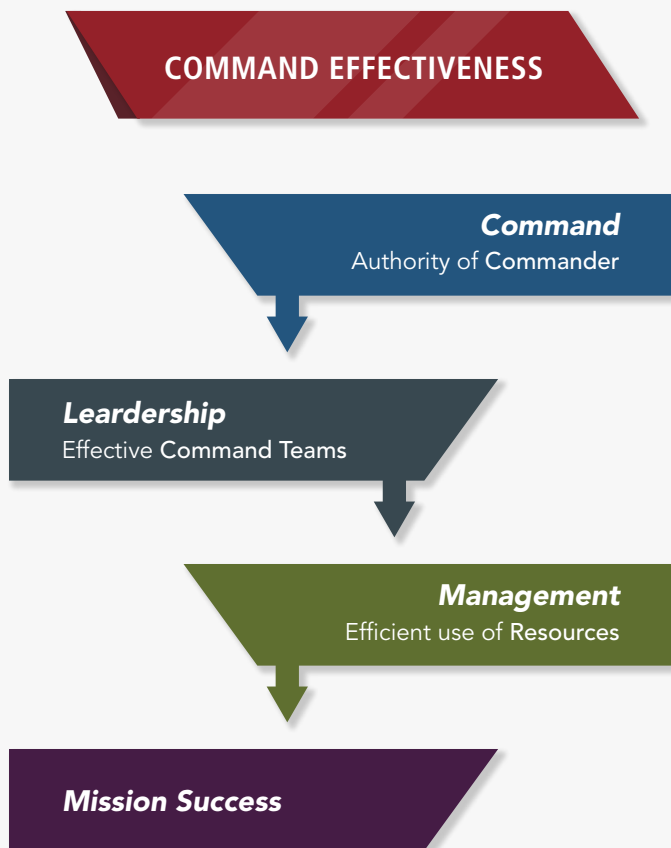 COMMAND EFFECTIVENESS
Command
Authority of Commander
Leardership
Effective Command Teams
Management
Efficient use of Resources
Mission Success